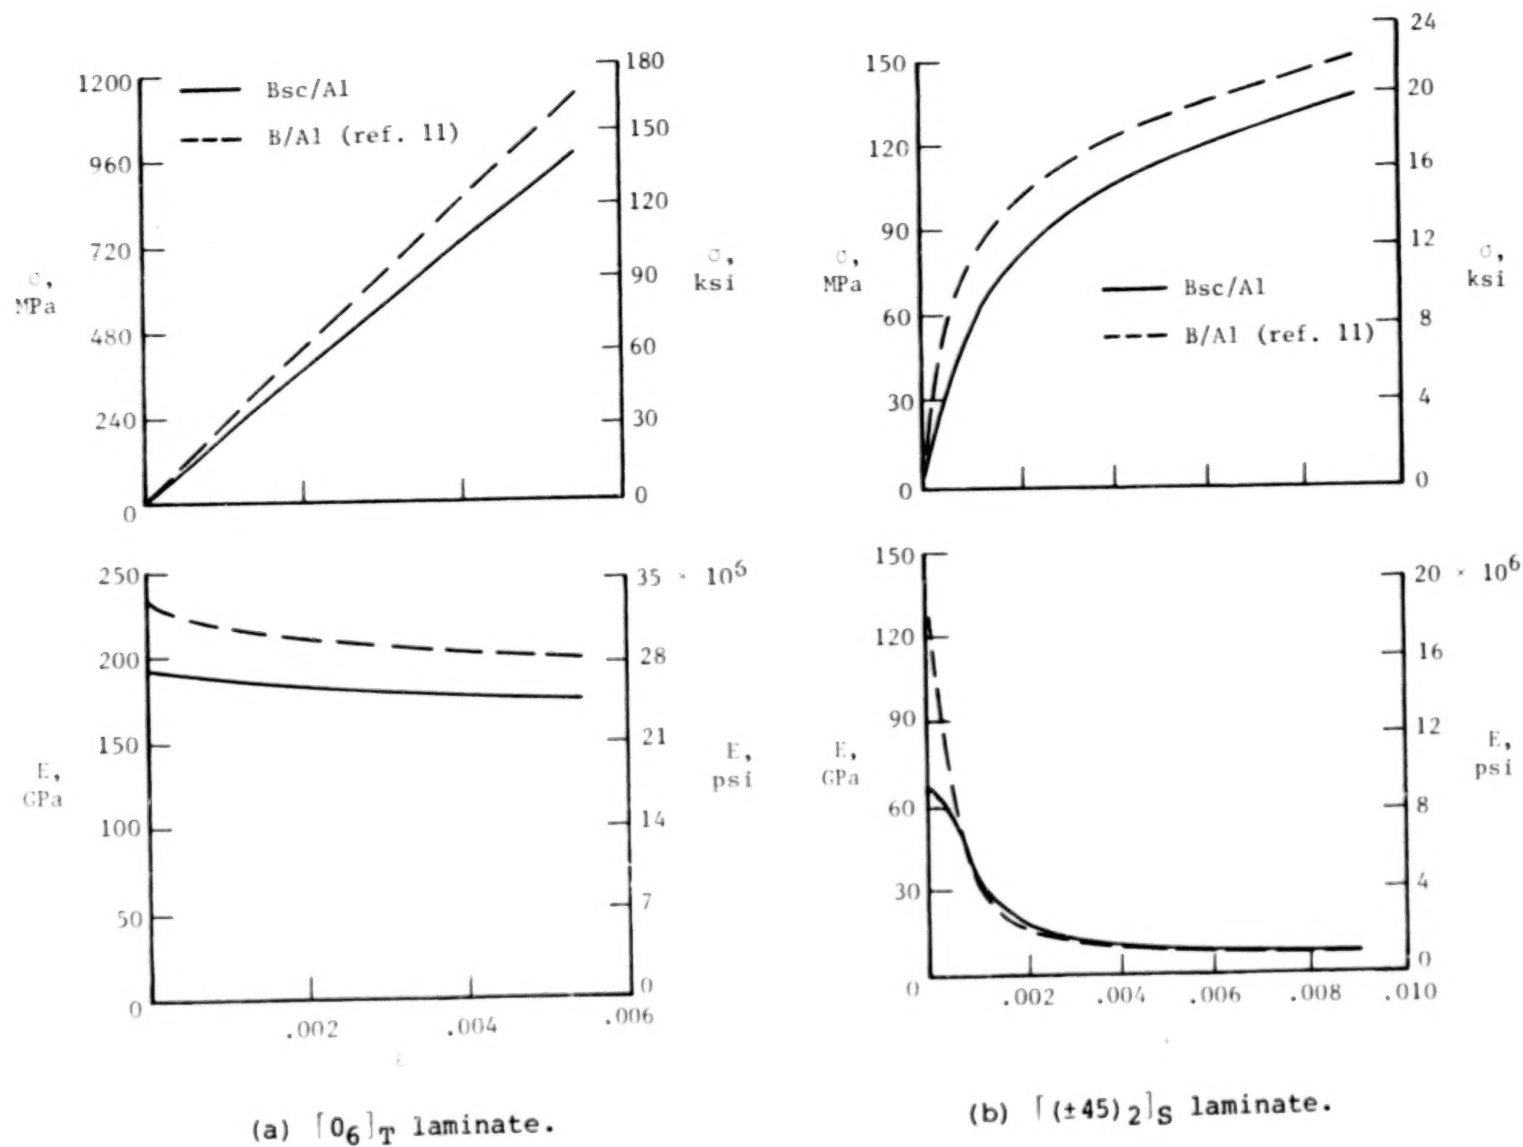 1200
960
720
480
240
0
σ,
MPa
Bsc/Al
B/Al (ref. 11)
180
150
120
90
60
30
0
σ,
ksi
150
120
90
60
30
0
σ,
MPa
Bsc/Al
B/Al (ref. 11)
24
20
16
12
8
4
0
σ,
ksi
250
200
150
100
50
0
E,
GPa
35 × 10⁶
28
21
14
7
0
E,
psi
.002
.004
.006
ε
150
120
90
60
30
0
E,
GPa
20 × 10⁶
16
12
8
4
0
E,
psi
.002
.004
.006
.008
.010
(a) [0₆]T laminate.
(b) [(±45)₂]S laminate.